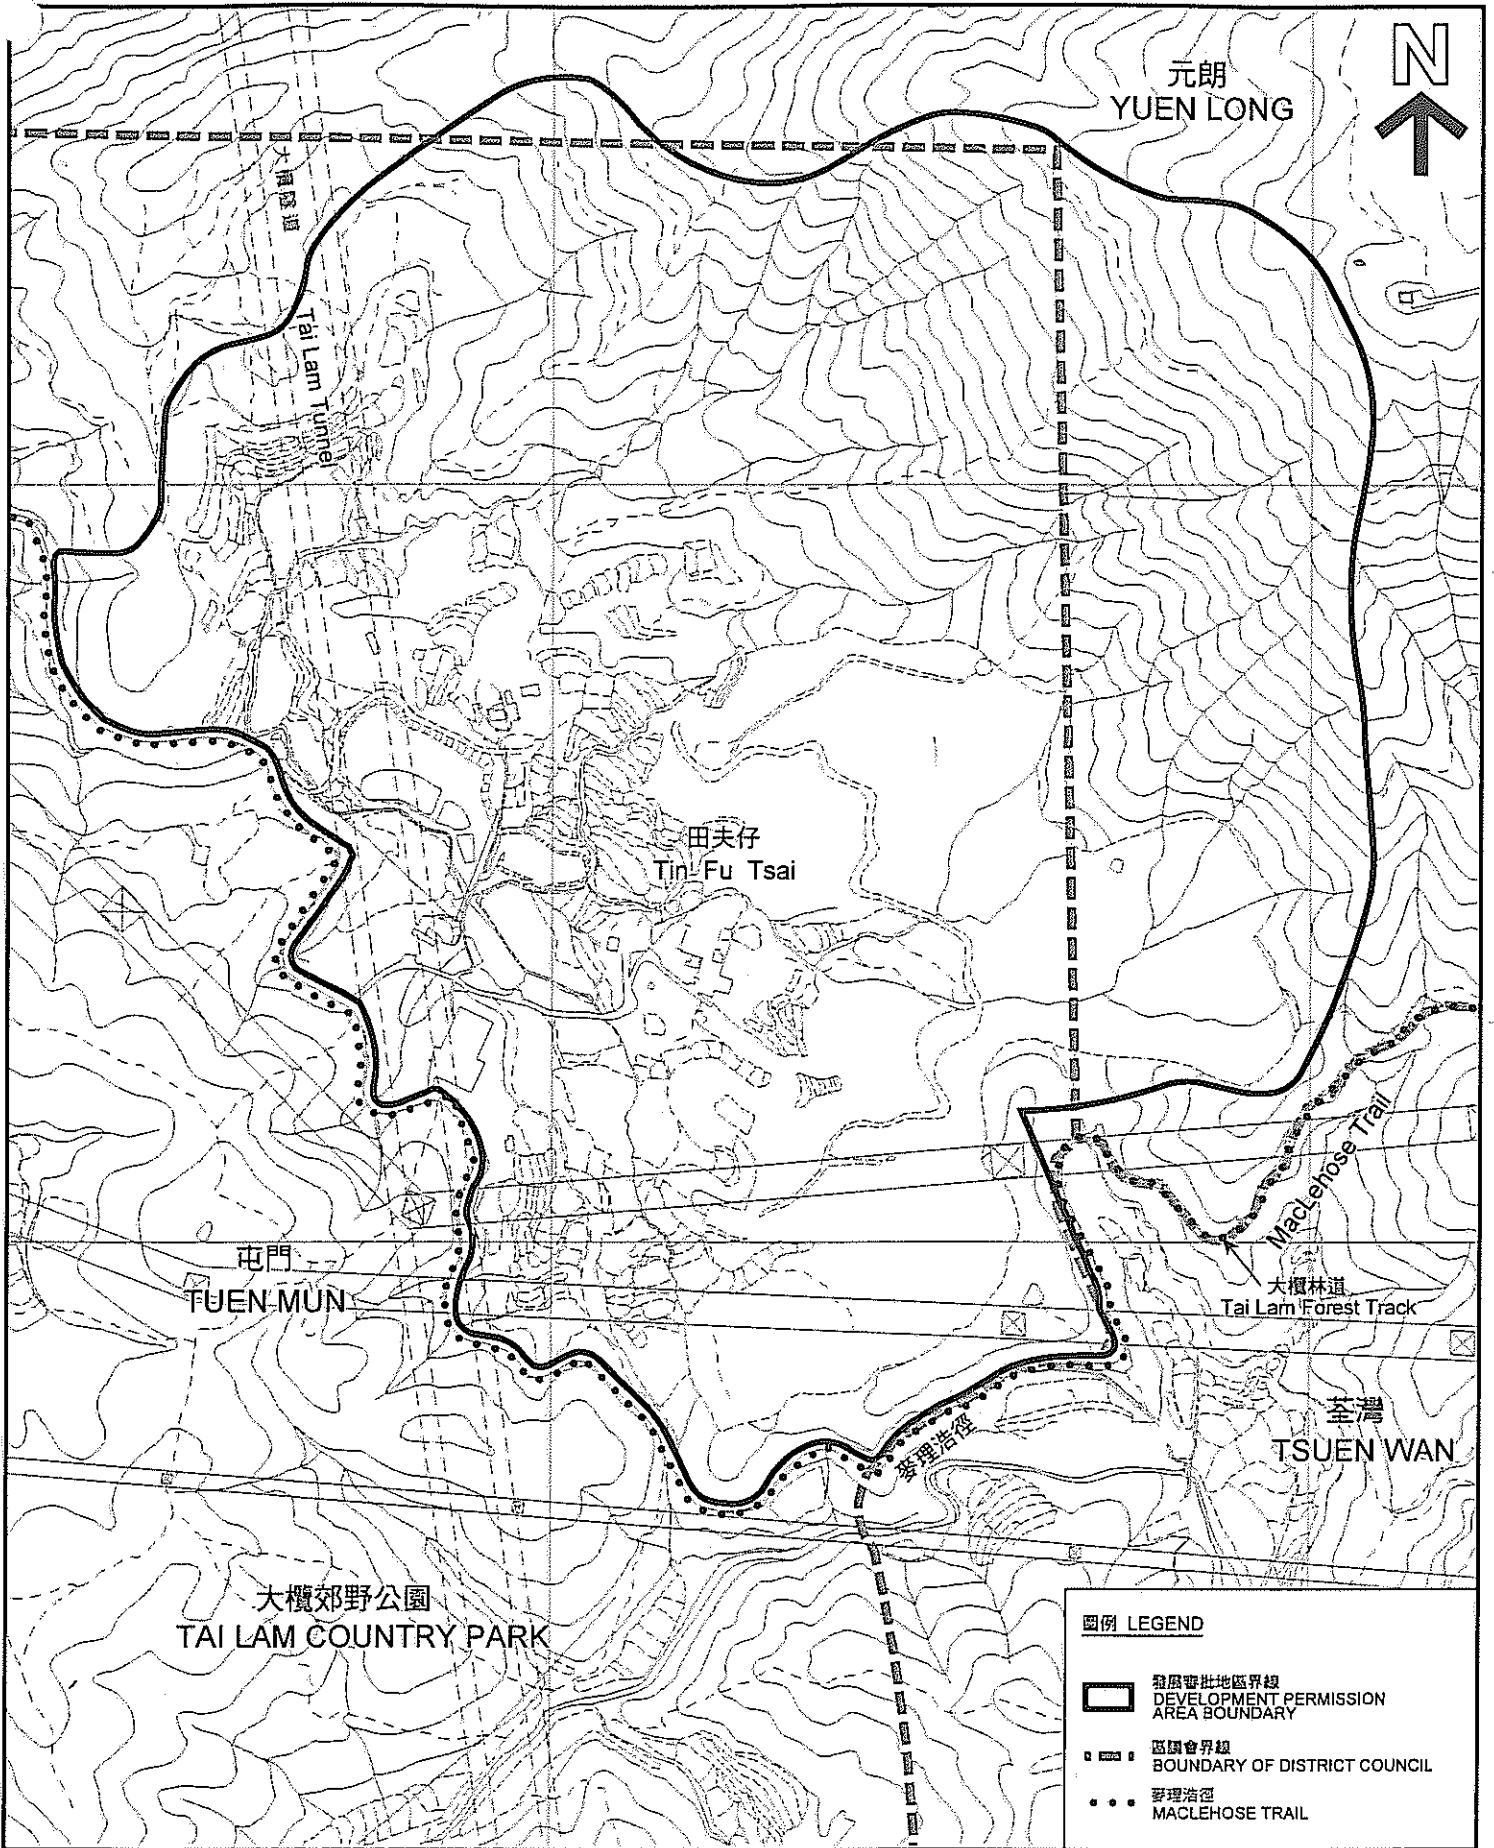 N
元朗
YUEN LONG
大欖隧道
Tai Lam Tunnel
田夫仔
Tin Fu Tsai
MacLehose Trail
屯門
TUEN MUN
大欖林道
Tai Lam Forest Track
荃灣
TSUEN WAN
麥理浩徑
大欖郊野公園
TAI LAM COUNTRY PARK
圖例 LEGEND
發展審批地區界線
DEVELOPMENT PERMISSION
AREA BOUNDARY
區議會界線
BOUNDARY OF DISTRICT COUNCIL
麥理浩徑
MACLEHOSE TRAIL